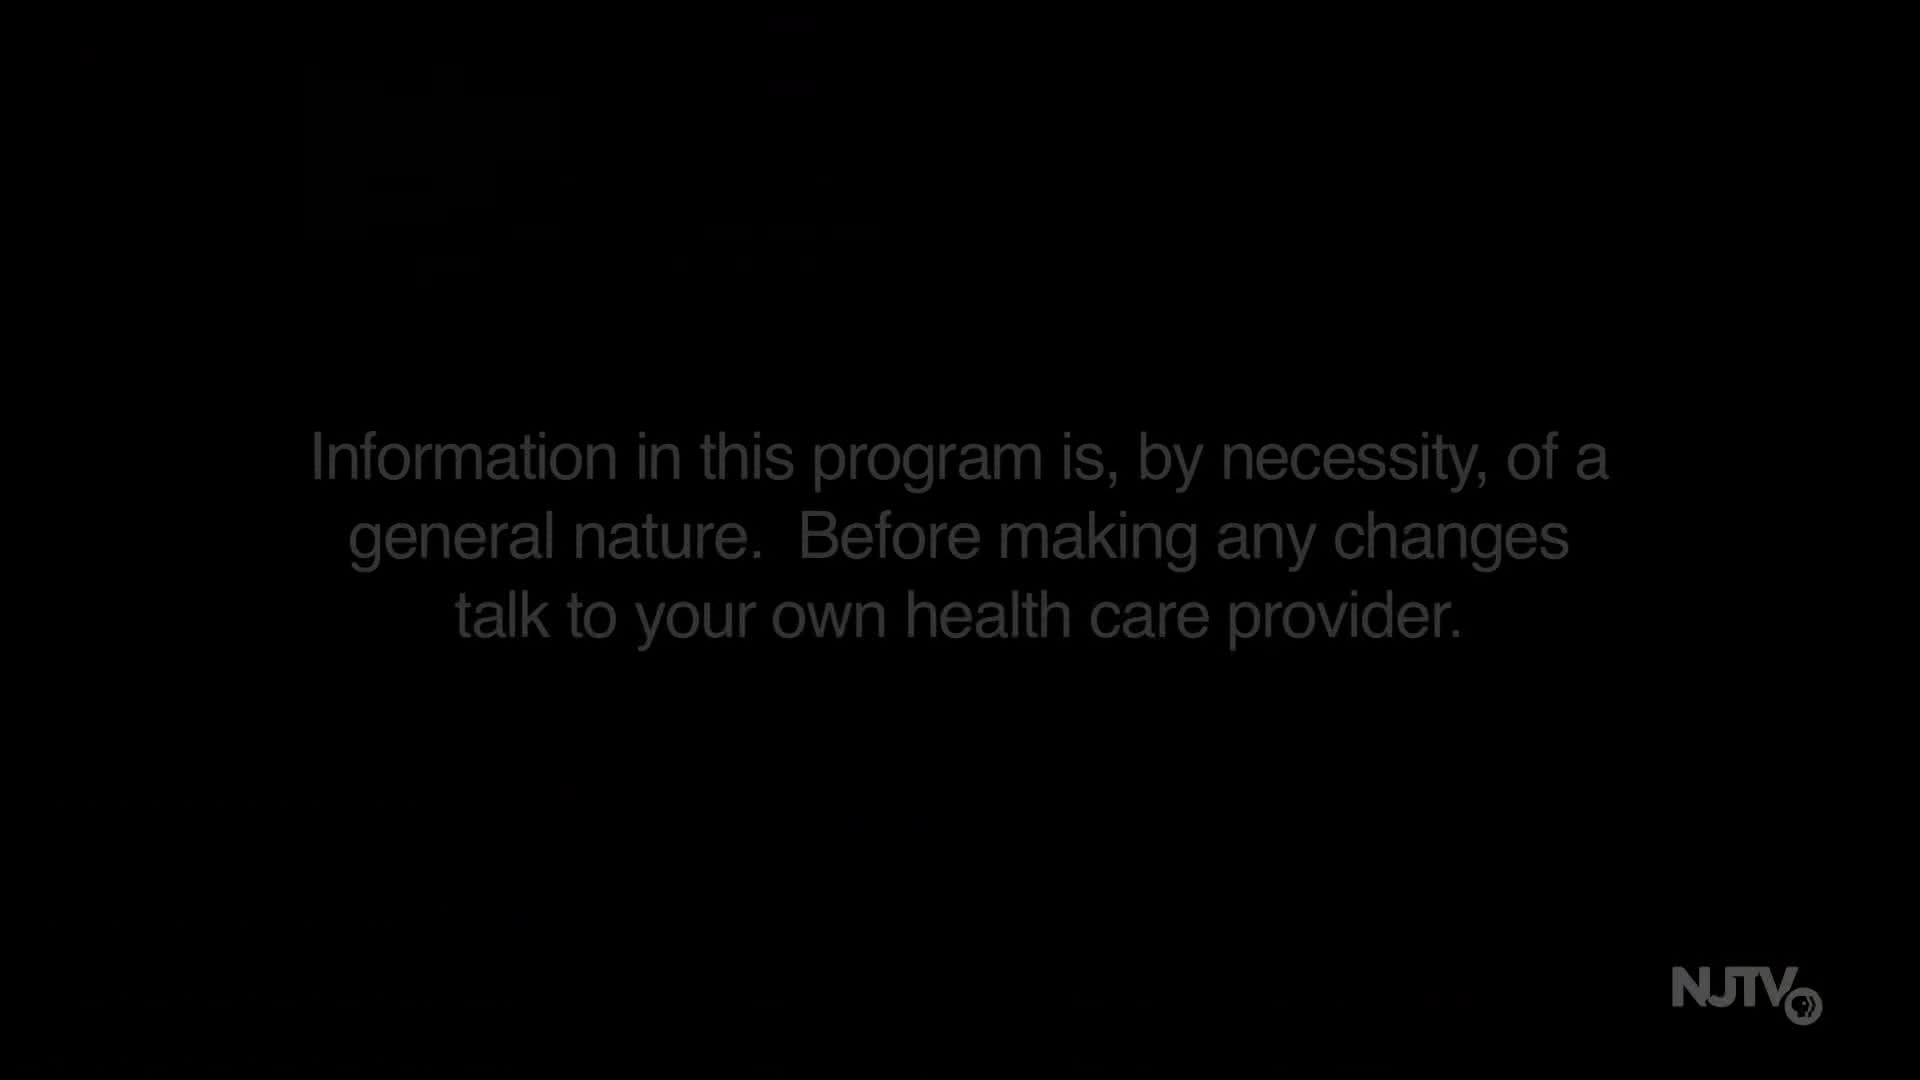 Information in this program is, by necessity, of a
general nature.  Before making any changes
talk to your own health care provider.
NJTV